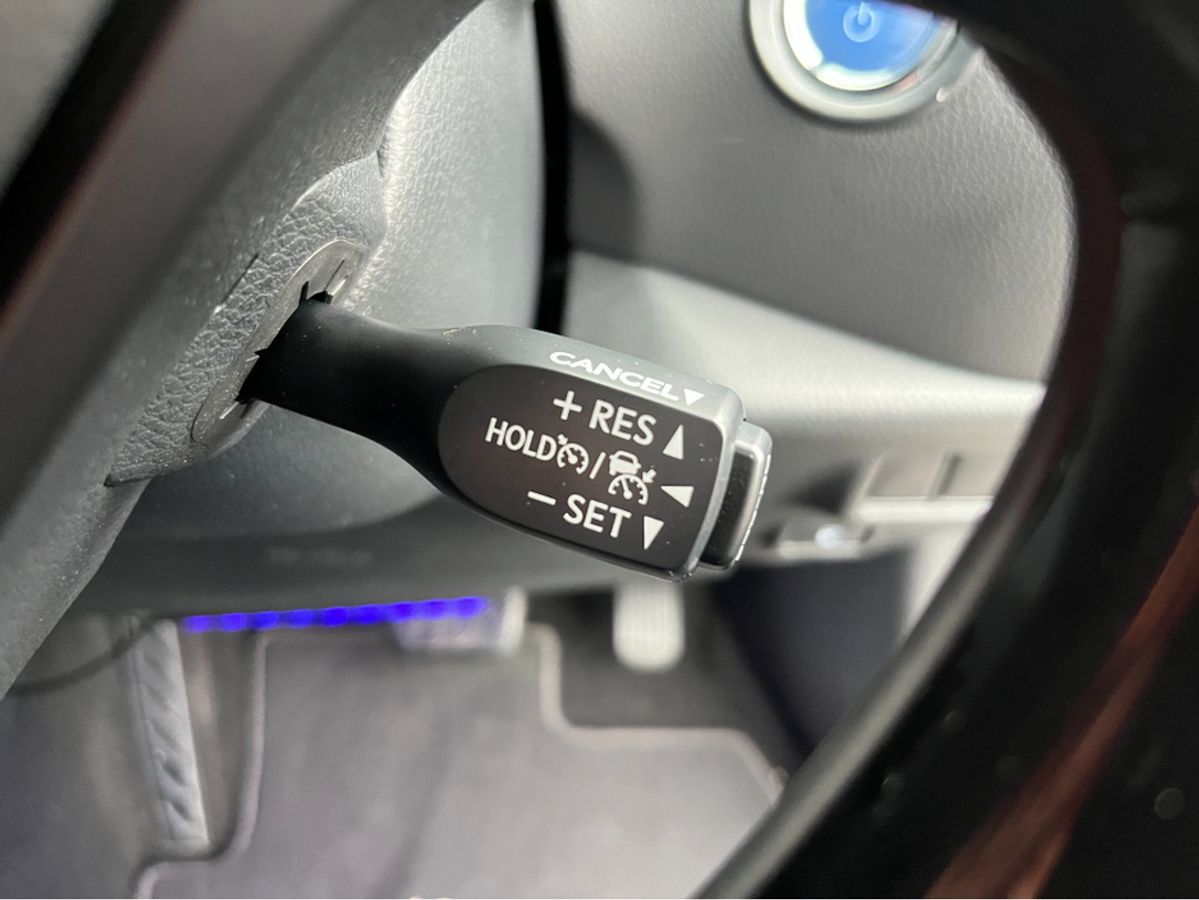 CANCEL▼
+ RES ▲
HOLD / ◀
− SET ▼